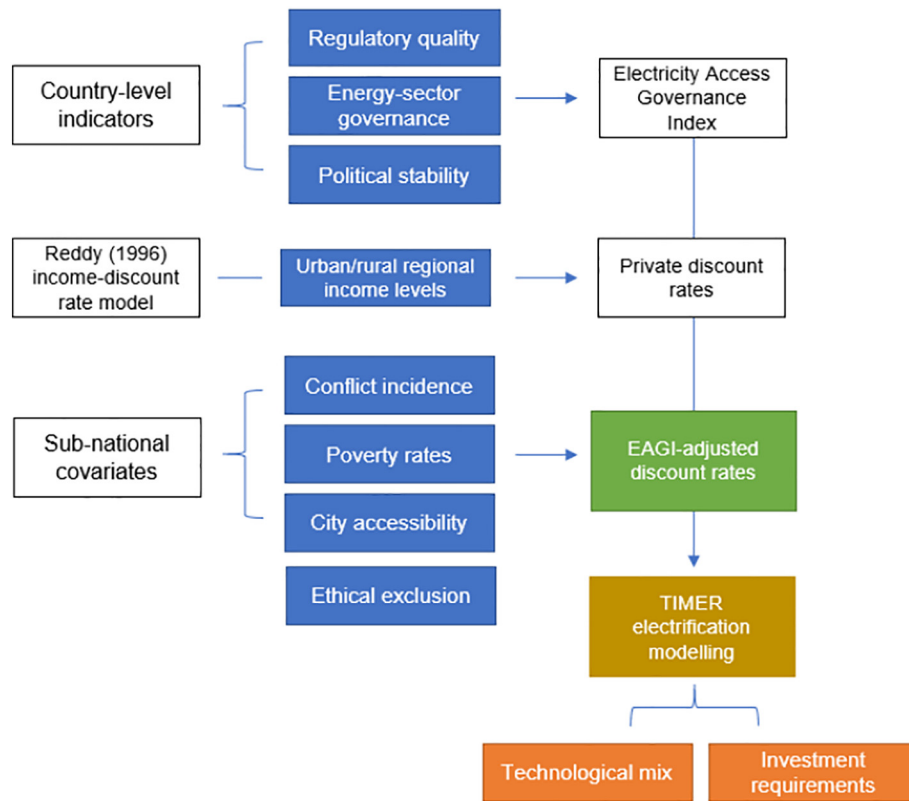 Regulatory quality
Country-level
indicators
Energy-sector
governance
Electricity Access
Governance
Index
Political stability
Reddy (1996)
income-discount
rate model
Urban/rural regional
income levels
Private discount
rates
Conflict incidence
Sub-national
covariates
Poverty rates
EAGI-adjusted
discount rates
City accessibility
Ethical exclusion
TIMER
electrification
modelling
Technological mix
Investment
requirements